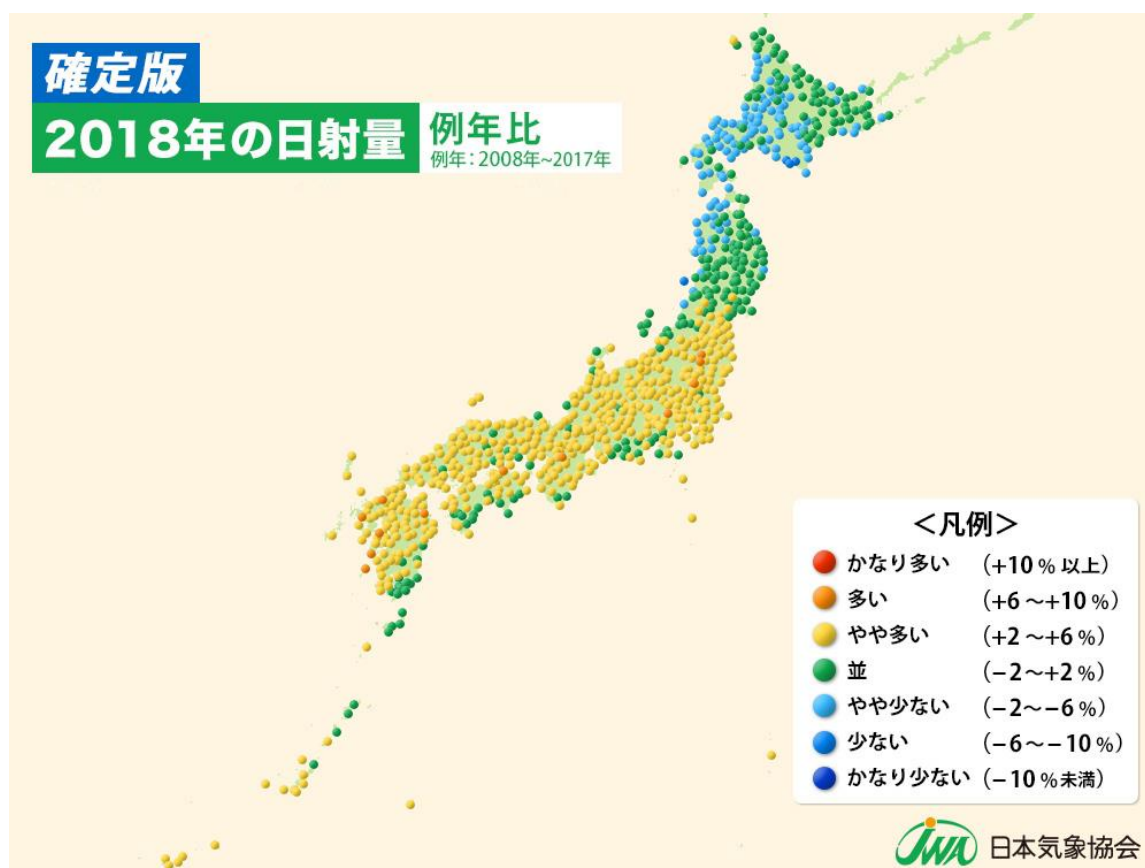 確定版
2018年の日射量
例年比
例年:2008年~2017年
<凡例>
かなり多い (+10%以上)
多い (+6~+10%)
やや多い (+2~+6%)
並 (-2~+2%)
やや少ない (-2~-6%)
少ない (-6~-10%)
かなり少ない (-10%未満)
JWA 日本気象協会